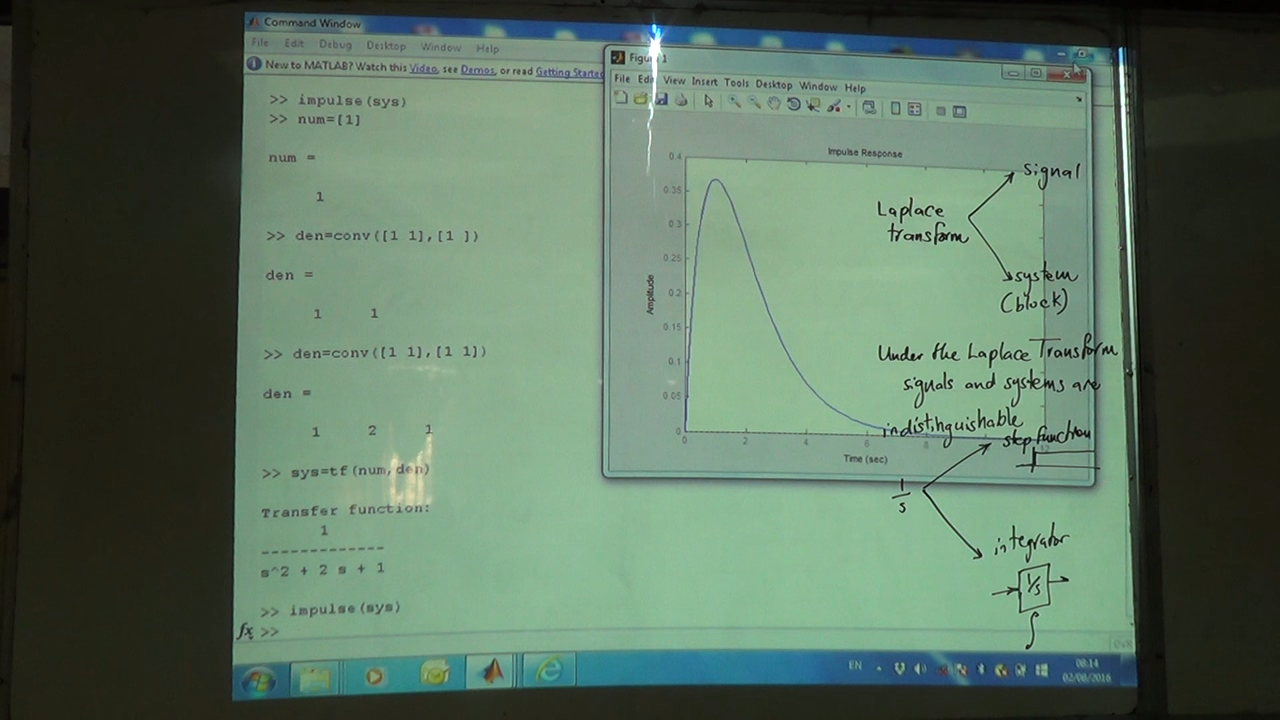 Command Window
File Edit Debug Desktop Window Help
New to MATLAB? Watch this Video, see Demos, or read Getting Started
>> impulse(sys)
>> num=[1]
num =
1
>> den=conv([1 1],[1 ])
den =
1 1
>> den=conv([1 1],[1 1])
den =
1 2 1
>> sys=tf(num,den)
Transfer function:
1
-------------
s^2 + 2 s + 1
>> impulse(sys)
fx >>
Figure 1
File Edit View Insert Tools Desktop Window Help
Impulse Response
Amplitude
0.4
0.35
0.3
0.25
0.2
0.15
0.1
0.05
0
0 2 4 6 8
Time (sec)
signal
Laplace
transform
system
(block)
Under the Laplace Transform
signals and systems are
indistinguishable
step function
1/s
integrator
1/s
∫
EN
08:14
02/08/2016